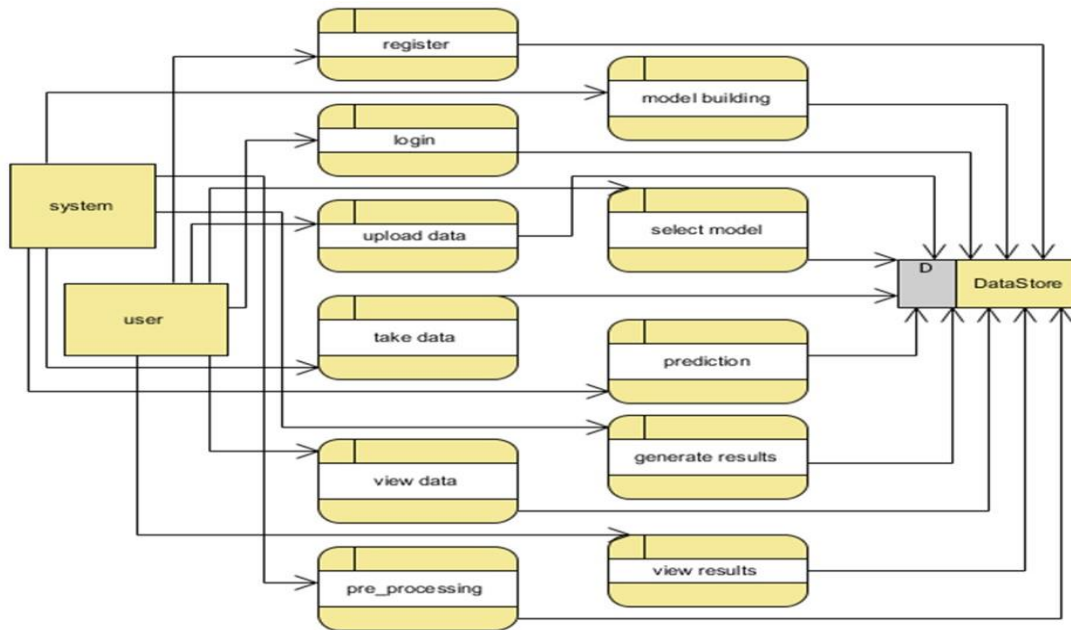 register
model building
login
system
upload data
select model
D
DataStore
user
take data
prediction
generate results
view data
view results
pre_processing